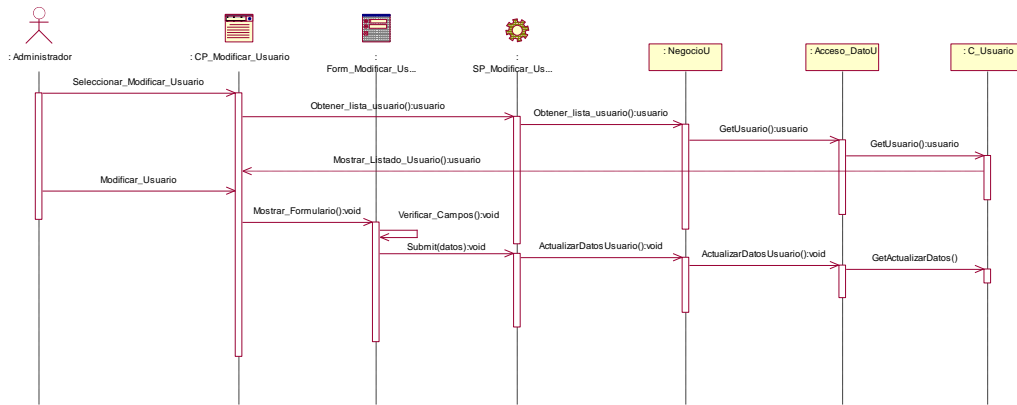 : Administrador
: CP_Modificar_Usuario
:
Form_Modificar_Us...
:
SP_Modificar_Us...
: NegocioU
: Acceso_DatoU
: C_Usuario
Seleccionar_Modificar_Usuario
Obtener_lista_usuario():usuario
Obtener_lista_usuario():usuario
GetUsuario():usuario
GetUsuario():usuario
Mostrar_Listado_Usuario():usuario
Modificar_Usuario
Mostrar_Formulario():void
Verificar_Campos():void
Submit(datos):void
ActualizarDatosUsuario():void
ActualizarDatosUsuario():void
GetActualizarDatos()